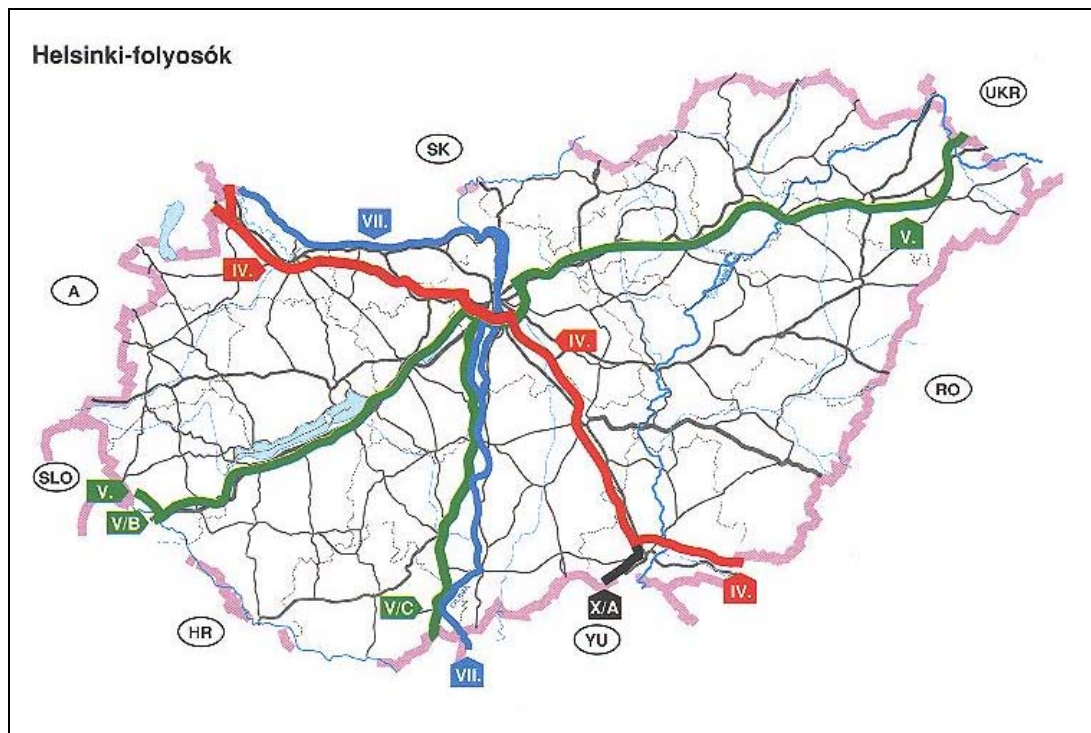 Helsinki-folyosók
UKR
SK
VII.
V.
IV.
A
IV.
RO
SLO
V.
V/B
IV.
V/C
X/A
HR
YU
VII.